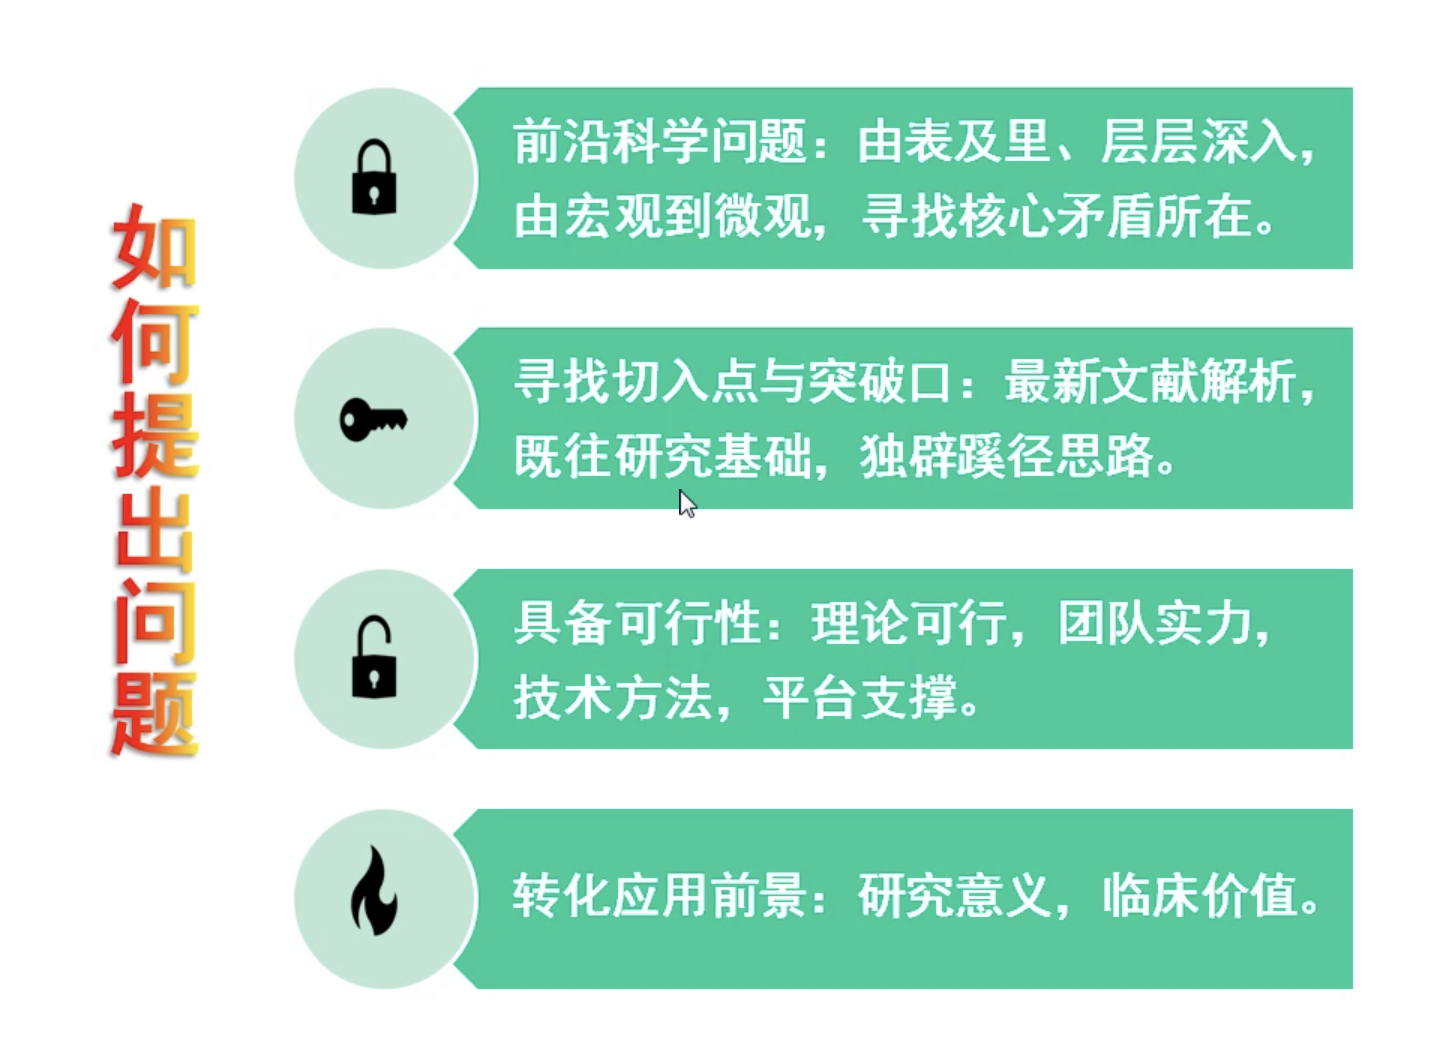 如何提出问题
前沿科学问题：由表及里、层层深入，
由宏观到微观，寻找核心矛盾所在。
寻找切入点与突破口：最新文献解析，
既往研究基础，独辟蹊径思路。
具备可行性：理论可行，团队实力，
技术方法，平台支撑。
转化应用前景：研究意义，临床价值。